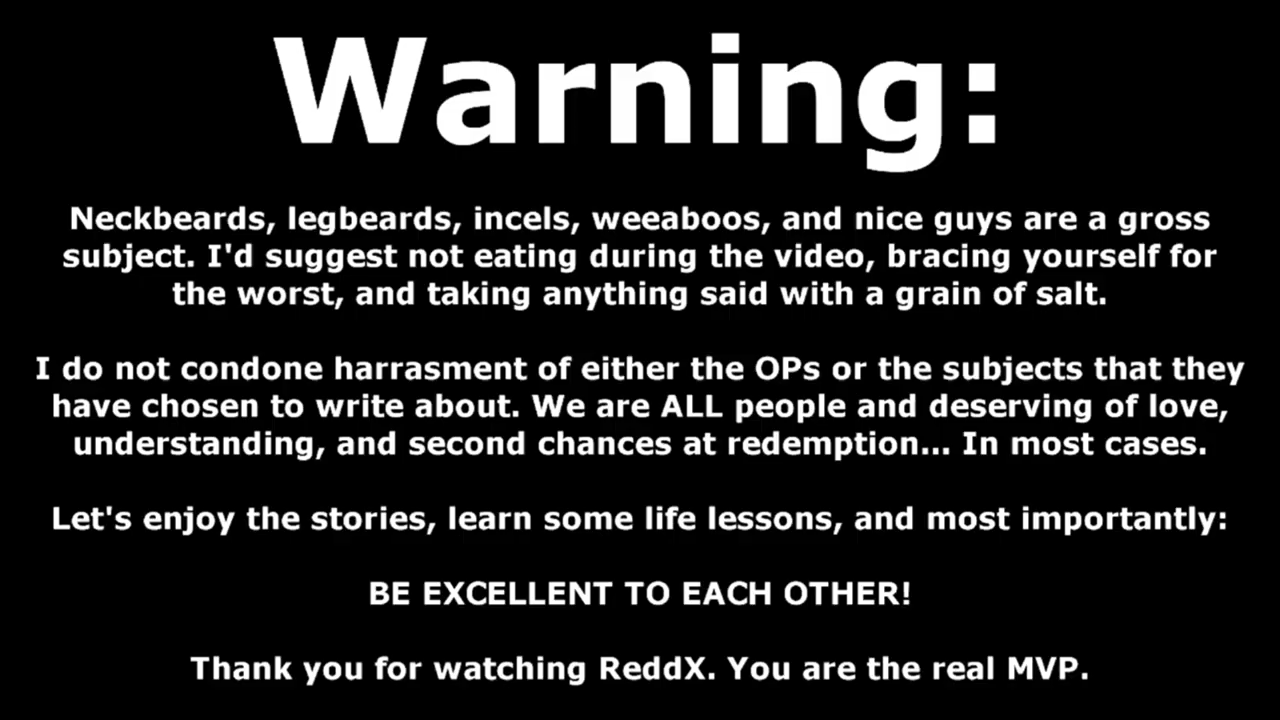 Warning:
Neckbeards, legbeards, incels, weeaboos, and nice guys are a gross
subject. I'd suggest not eating during the video, bracing yourself for
the worst, and taking anything said with a grain of salt.
I do not condone harrasment of either the OPs or the subjects that they
have chosen to write about. We are ALL people and deserving of love,
understanding, and second chances at redemption... In most cases.
Let's enjoy the stories, learn some life lessons, and most importantly:
BE EXCELLENT TO EACH OTHER!
Thank you for watching ReddX. You are the real MVP.